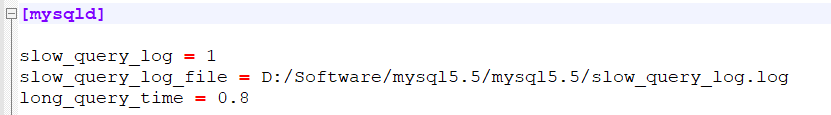 [mysqld]
slow_query_log = 1
slow_query_log_file = D:/Software/mysql5.5/mysql5.5/slow_query_log.log
long_query_time = 0.8